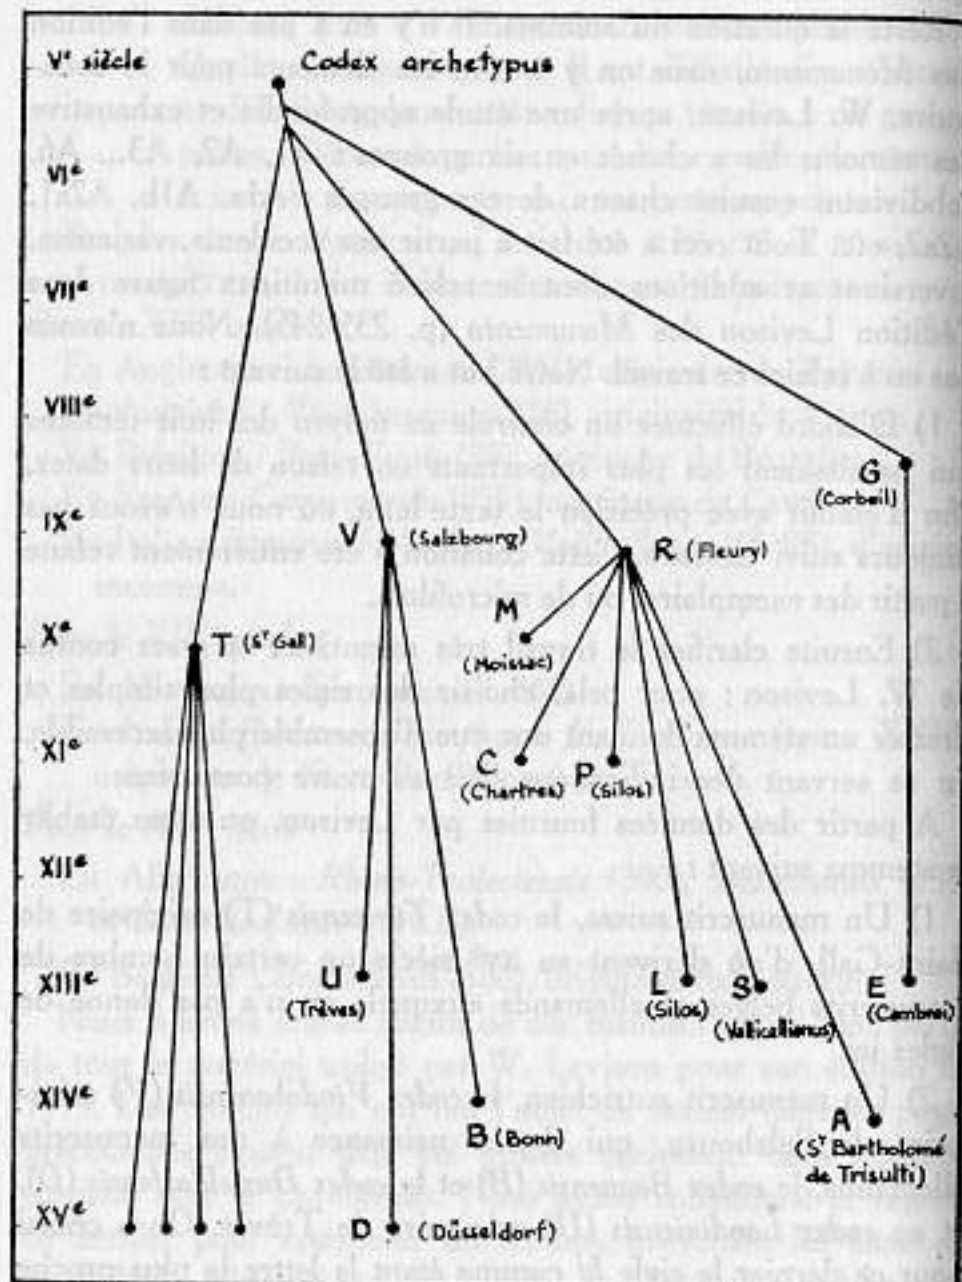 Vᵉ siècle
Codex archetypus
VIᵉ
VIIᵉ
VIIIᵉ
G
(Corbeil)
IXᵉ
V (Salzbourg)
R (Fleury)
Xᵉ
T (Sᵀ Gall)
M
(Moissac)
XIᵉ
C
(Chartres)
P
(Silos)
XIIᵉ
XIIIᵉ
U
(Trèves)
L
(Silos)
S
(Vallicellianus)
E
(Cambrai)
XIVᵉ
B (Bonn)
A
(Sᵀ Bartholomé
de Trisulti)
XVᵉ
D (Düsseldorf)